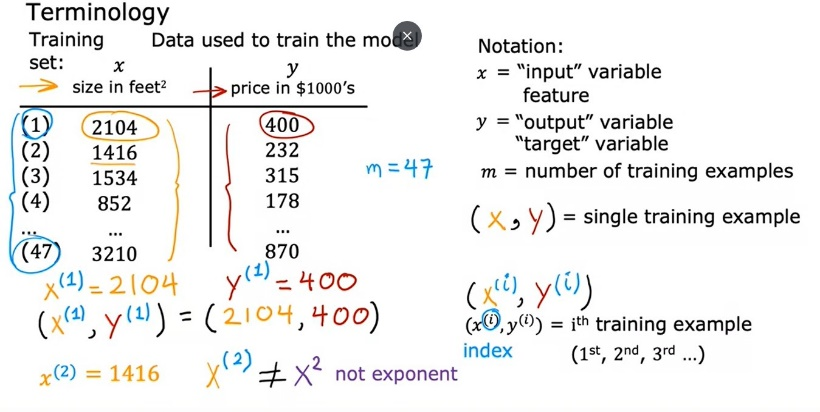 Terminology
Training set:
Data used to train the model
x
size in feet²
y
price in $1000's
(1) 2104 400
(2) 1416 232
(3) 1534 315
(4) 852 178
... ... ...
(47) 3210 870
m = 47
x⁽¹⁾ = 2104 y⁽¹⁾ = 400
(x⁽¹⁾, y⁽¹⁾) = (2104, 400)
x⁽²⁾ = 1416 x⁽²⁾ ≠ x² not exponent
Notation:
x = "input" variable
feature
y = "output" variable
"target" variable
m = number of training examples
(x, y) = single training example
(x⁽ⁱ⁾, y⁽ⁱ⁾)
(x⁽ⁱ⁾, y⁽ⁱ⁾) = iᵗʰ training example
index (1ˢᵗ, 2ⁿᵈ, 3ʳᵈ ...)